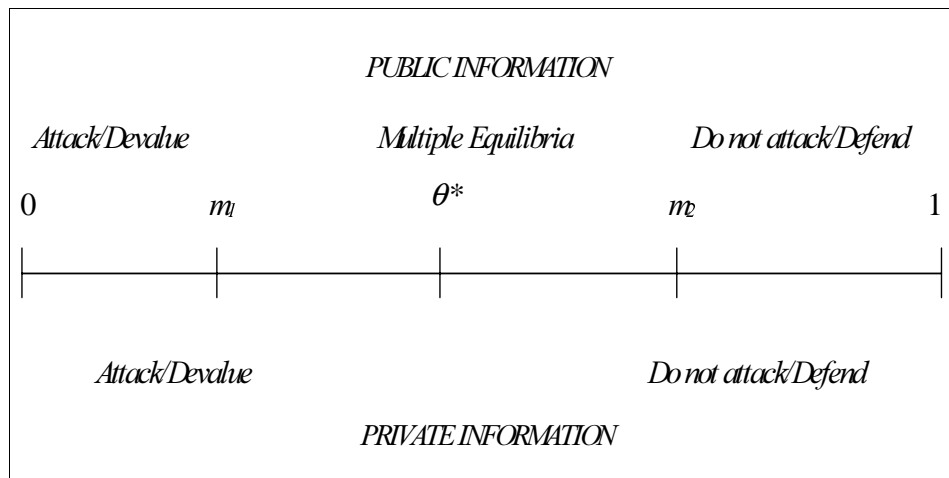 PUBLIC INFORMATION
Attack/Devalue Multiple Equilibria Do not attack/Defend
0 m₁ θ* m₂ 1
Attack/Devalue Do not attack/Defend
PRIVATE INFORMATION